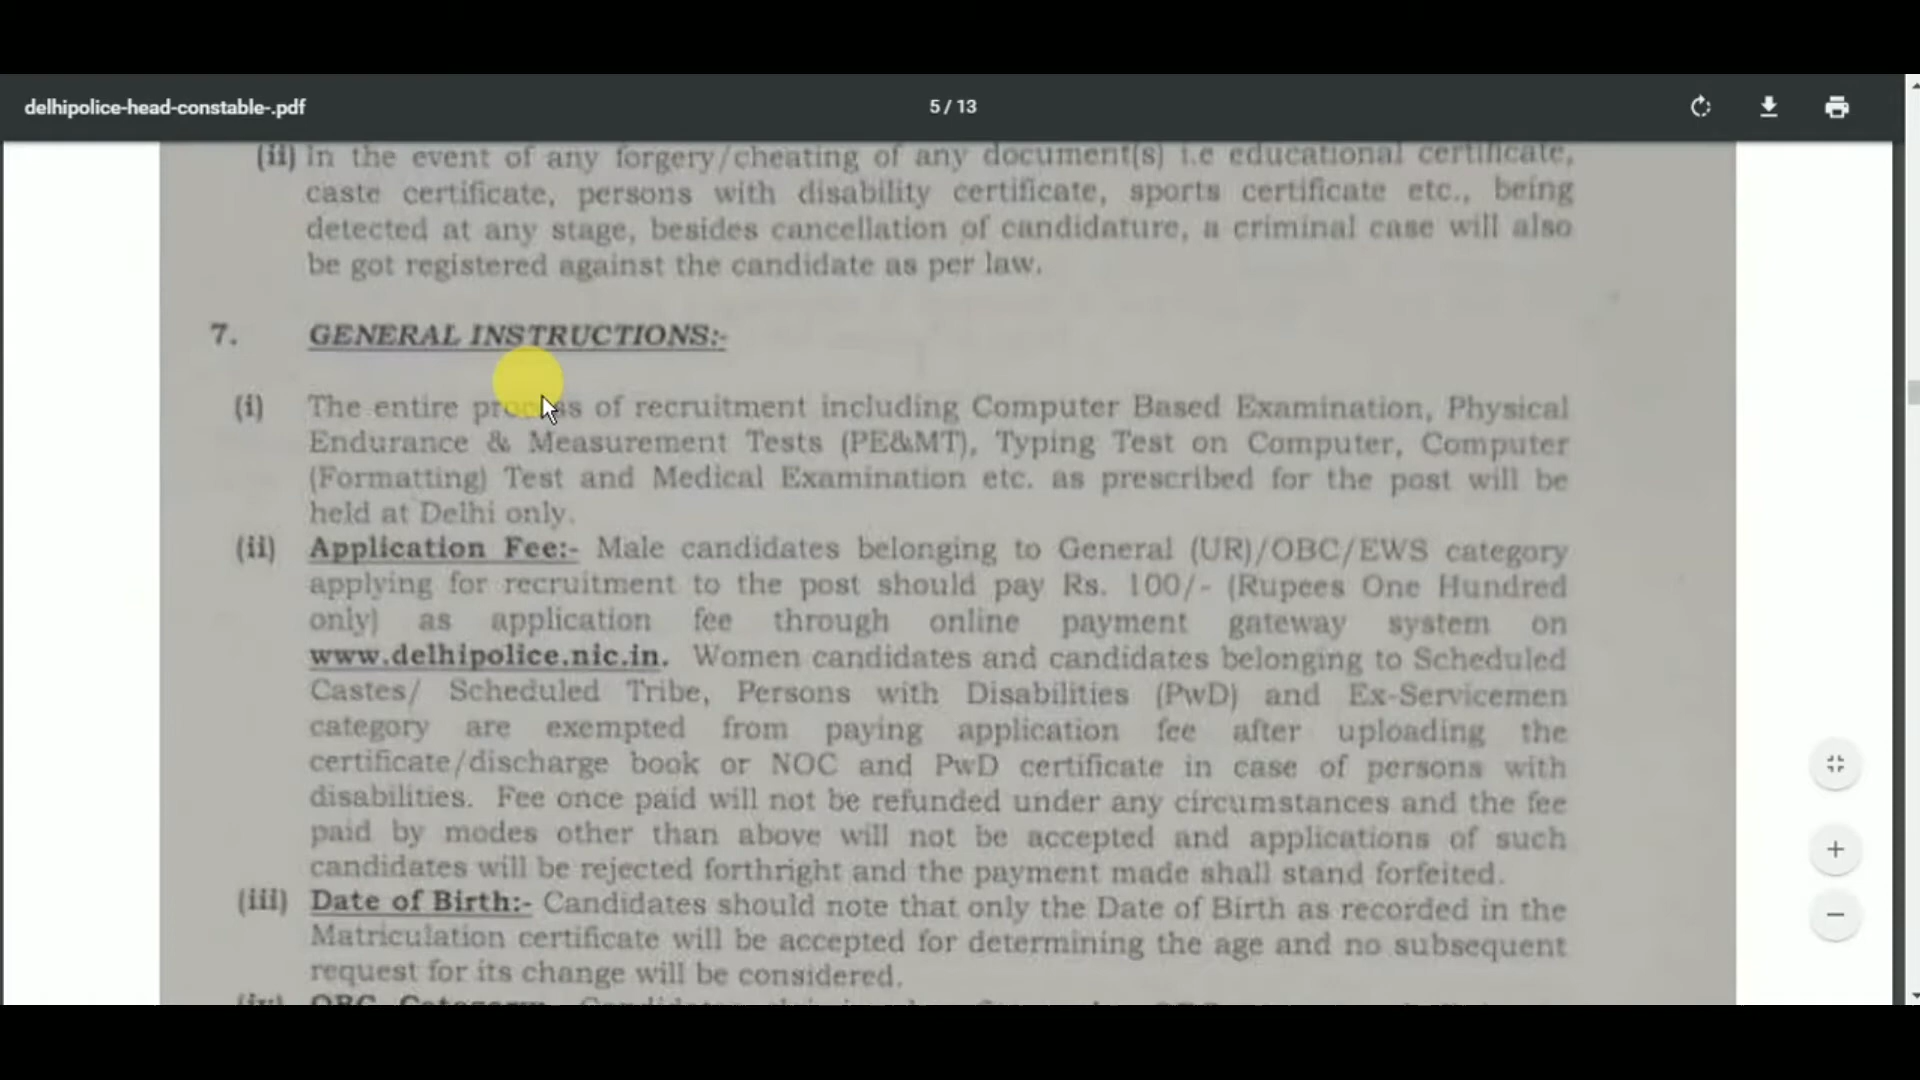 delhipolice-head-constable-.pdf 5 / 13
(ii) In the event of any forgery/cheating of any document(s) i.e educational certificate,
caste certificate, persons with disability certificate, sports certificate etc., being
detected at any stage, besides cancellation of candidature, a criminal case will also
be got registered against the candidate as per law.
7. GENERAL INSTRUCTIONS:-
(i) The entire process of recruitment including Computer Based Examination, Physical
Endurance & Measurement Tests (PE&MT), Typing Test on Computer, Computer
(Formatting) Test and Medical Examination etc. as prescribed for the post will be
held at Delhi only.
(ii) Application Fee:- Male candidates belonging to General (UR)/OBC/EWS category
applying for recruitment to the post should pay Rs. 100/- (Rupees One Hundred
only) as application fee through online payment gateway system on
www.delhipolice.nic.in. Women candidates and candidates belonging to Scheduled
Castes/ Scheduled Tribe, Persons with Disabilities (PwD) and Ex-Servicemen
category are exempted from paying application fee after uploading the
certificate/discharge book or NOC and PwD certificate in case of persons with
disabilities. Fee once paid will not be refunded under any circumstances and the fee
paid by modes other than above will not be accepted and applications of such
candidates will be rejected forthright and the payment made shall stand forfeited.
(iii) Date of Birth:- Candidates should note that only the Date of Birth as recorded in the
Matriculation certificate will be accepted for determining the age and no subsequent
request for its change will be considered.
(iv) OBC Category:- Candidates